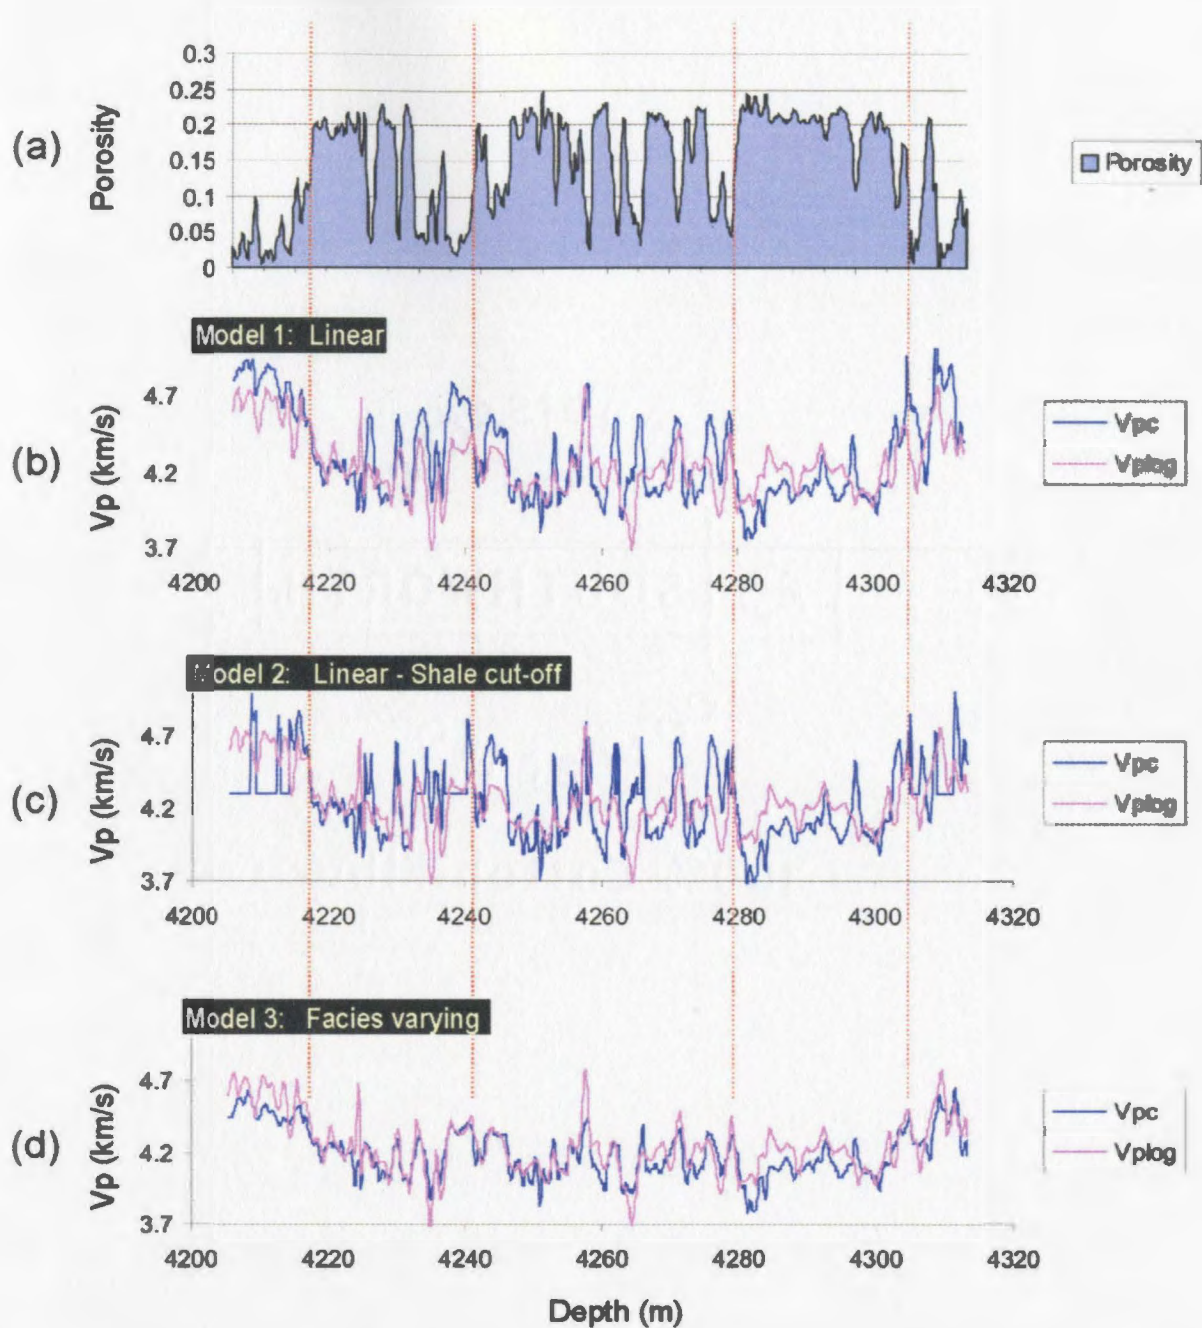 (a)
Porosity
0.3
0.25
0.2
0.15
0.1
0.05
0
Porosity
Model 1: Linear
(b)
Vp (km/s)
4.7
4.2
3.7
4200 4220 4240 4260 4280 4300 4320
Vpc
Vplog
Model 2: Linear - Shale cut-off
(c)
Vp (km/s)
4.7
4.2
3.7
4200 4220 4240 4260 4280 4300 4320
Vpc
Vplog
Model 3: Facies varying
(d)
Vp (km/s)
4.7
4.2
3.7
4200 4220 4240 4260 4280 4300 4320
Vpc
Vplog
Depth (m)